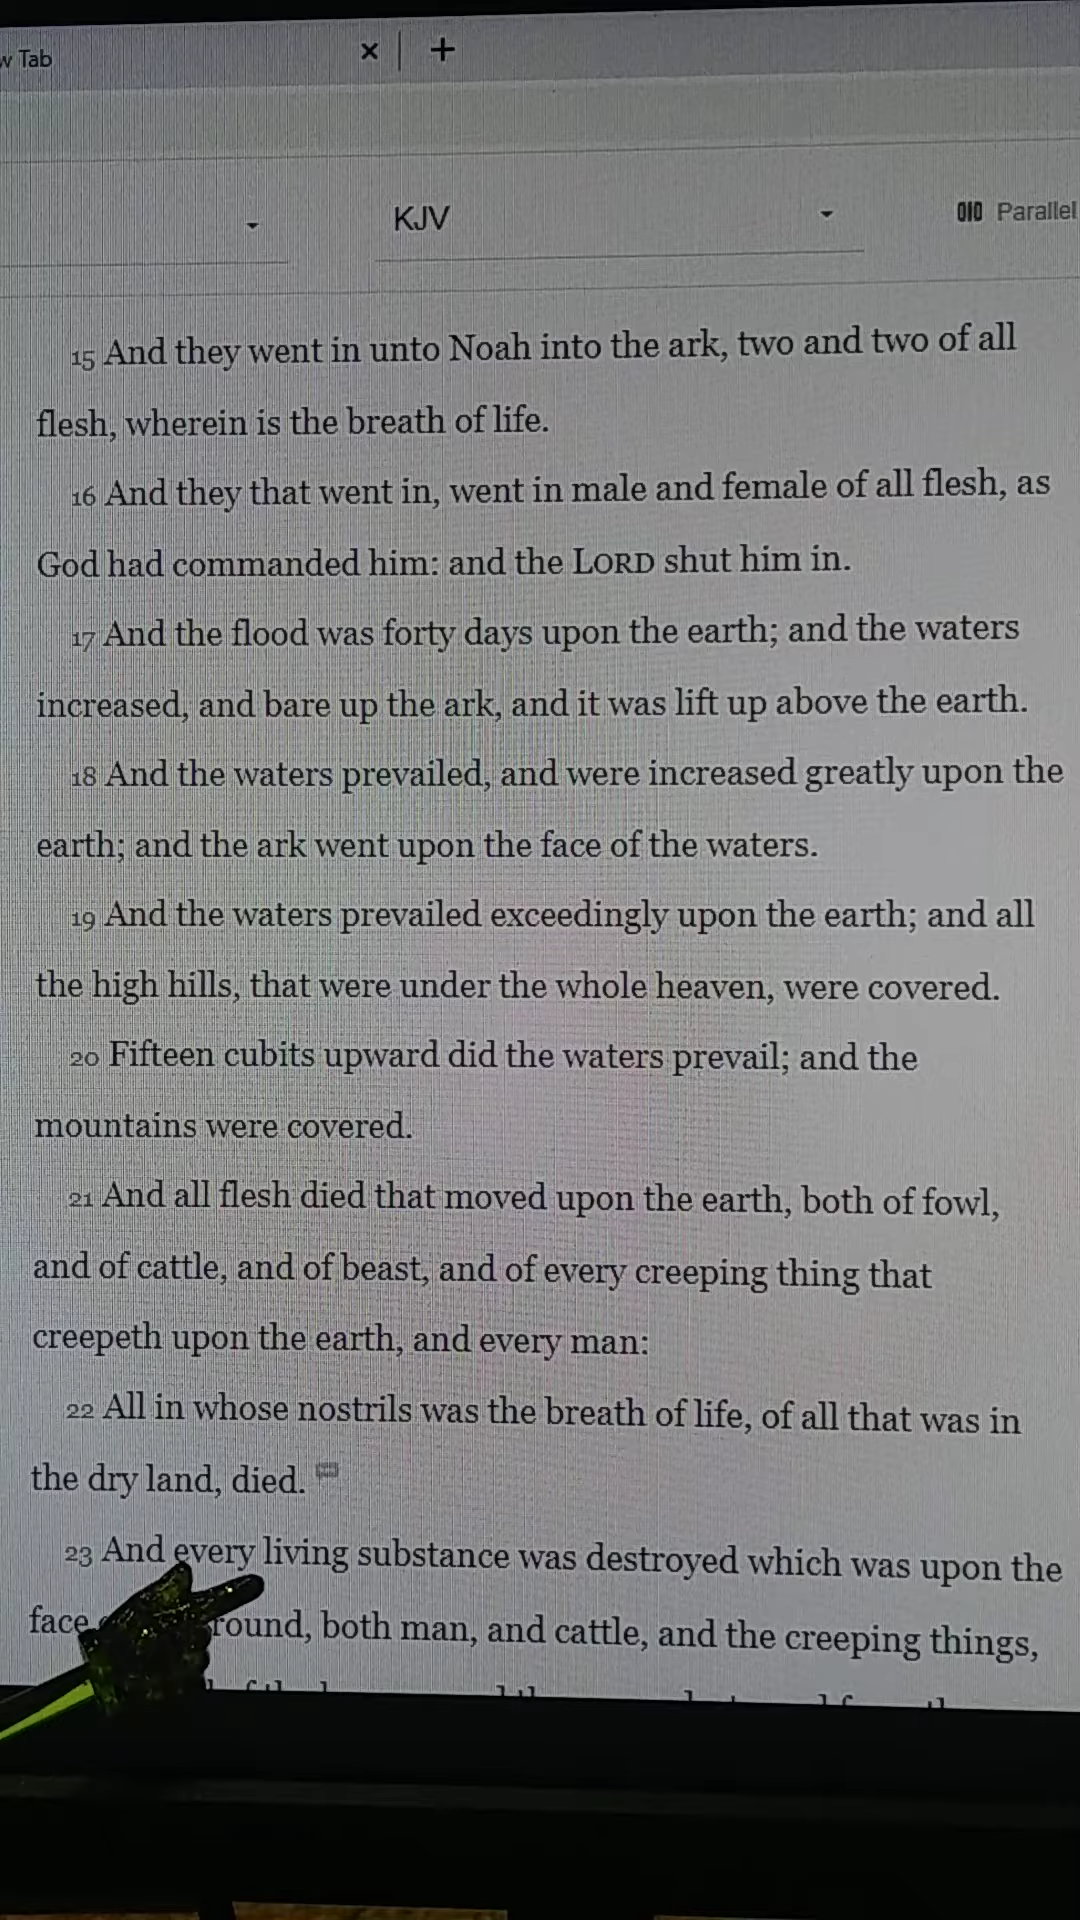 w Tab × +
KJV Parallel
15 And they went in unto Noah into the ark, two and two of all
flesh, wherein is the breath of life.
16 And they that went in, went in male and female of all flesh, as
God had commanded him: and the LORD shut him in.
17 And the flood was forty days upon the earth; and the waters
increased, and bare up the ark, and it was lift up above the earth.
18 And the waters prevailed, and were increased greatly upon the
earth; and the ark went upon the face of the waters.
19 And the waters prevailed exceedingly upon the earth; and all
the high hills, that were under the whole heaven, were covered.
20 Fifteen cubits upward did the waters prevail; and the
mountains were covered.
21 And all flesh died that moved upon the earth, both of fowl,
and of cattle, and of beast, and of every creeping thing that
creepeth upon the earth, and every man:
22 All in whose nostrils was the breath of life, of all that was in
the dry land, died.
23 And every living substance was destroyed which was upon the
face round, both man, and cattle, and the creeping things,